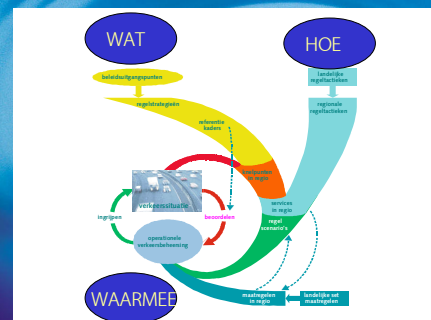 WAT
HOE
beleidsuitgangspunten
landelijke
regeltactieken
regelstrategieën
regionale
regeltactieken
referentie
kaders
knelpunten
in regio
verkeerssituatie
services
in regio
ingrijpen
beoordelen
regel
scenario's
operationele
verkeersbeheersing
WAARMEE
maatregelen
in regio
landelijke set
maatregelen